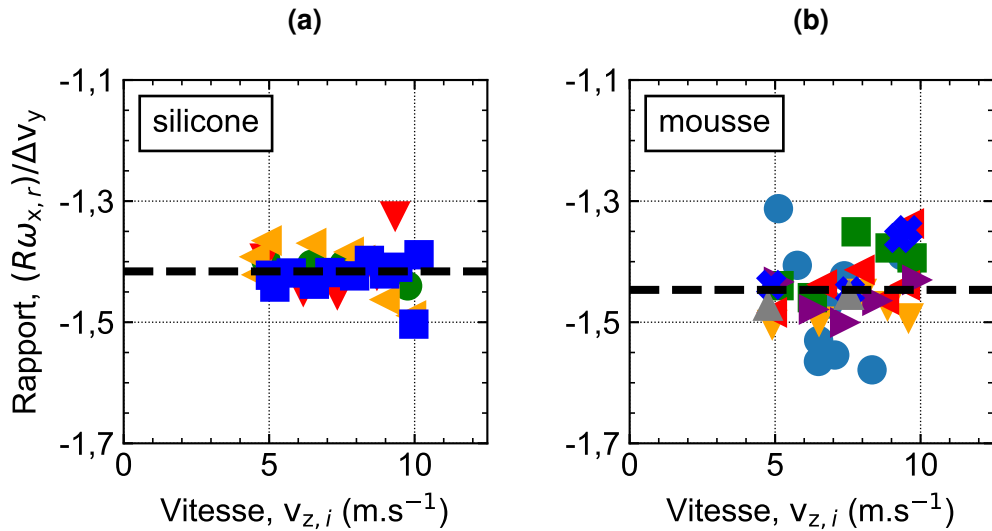 (a)
(b)
-1,1
-1,3
-1,5
-1,7
0
5
10
silicone
Rapport, (Rω_{x, r})/Δv_y
Vitesse, v_{z, i} (m.s⁻¹)
-1,1
-1,3
-1,5
-1,7
0
5
10
mousse
Vitesse, v_{z, i} (m.s⁻¹)